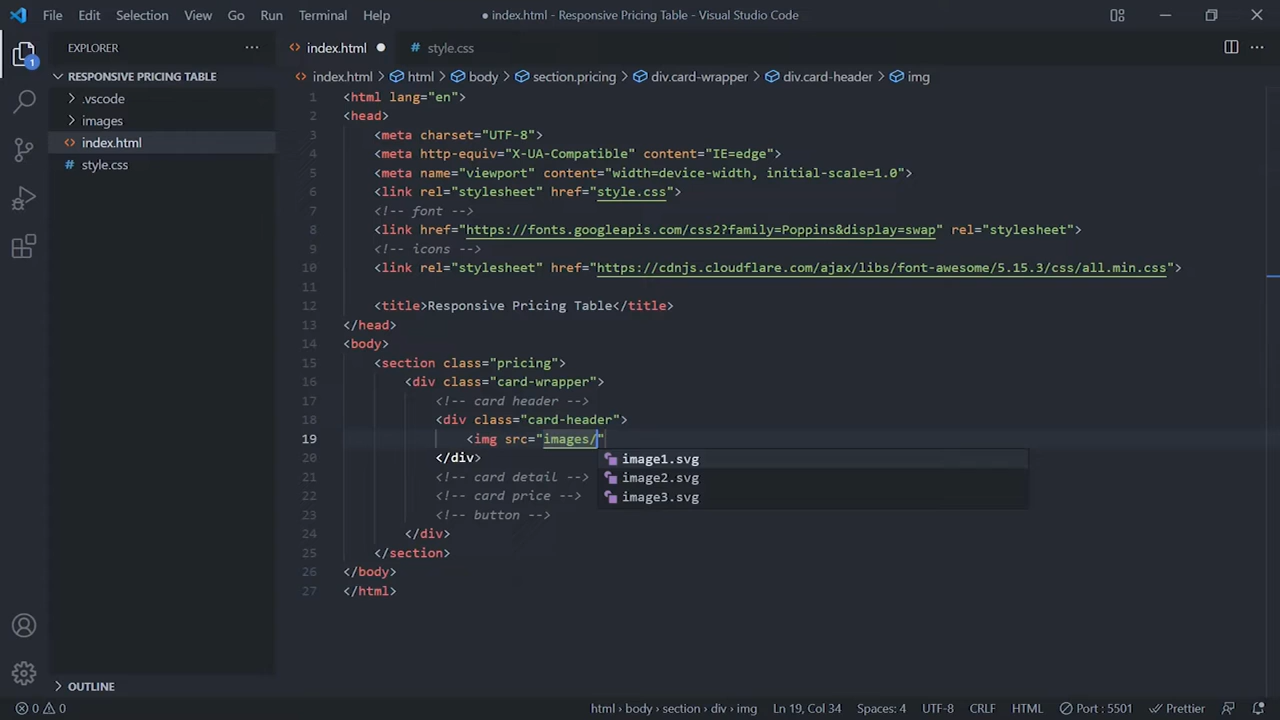 File Edit Selection View Go Run Terminal Help
● index.html - Responsive Pricing Table - Visual Studio Code
1
EXPLORER ...
RESPONSIVE PRICING TABLE
.vscode
images
<> index.html
# style.css
OUTLINE
<> index.html ●
# style.css
...
<> index.html > html > body > section.pricing > div.card-wrapper > div.card-header > img
1 <html lang="en">
2 <head>
3 <meta charset="UTF-8">
4 <meta http-equiv="X-UA-Compatible" content="IE=edge">
5 <meta name="viewport" content="width=device-width, initial-scale=1.0">
6 <link rel="stylesheet" href="style.css">
7 <!-- font -->
8 <link href="https://fonts.googleapis.com/css2?family=Poppins&display=swap" rel="stylesheet">
9 <!-- icons -->
10 <link rel="stylesheet" href="https://cdnjs.cloudflare.com/ajax/libs/font-awesome/5.15.3/css/all.min.css">
11
12 <title>Responsive Pricing Table</title>
13 </head>
14 <body>
15 <section class="pricing">
16 <div class="card-wrapper">
17 <!-- card header -->
18 <div class="card-header">
19 <img src="images/"
20 </div>
21 <!-- card detail -->
22 <!-- card price -->
23 <!-- button -->
24 </div>
25 </section>
26 </body>
27 </html>
image1.svg
image2.svg
image3.svg
0 0
html > body > section > div > img Ln 19, Col 34 Spaces: 4 UTF-8 CRLF HTML Port : 5501 Prettier